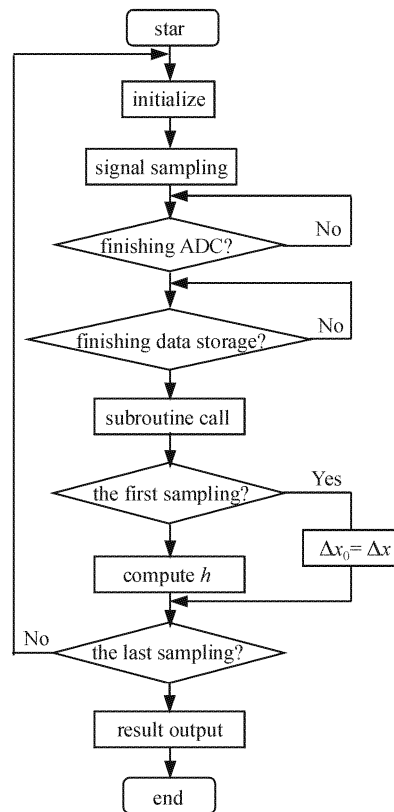 star
initialize
signal sampling
No
finishing ADC?
No
finishing data storage?
subroutine call
Yes
the first sampling?
Δx₀= Δx
compute h
No
the last sampling?
result output
end